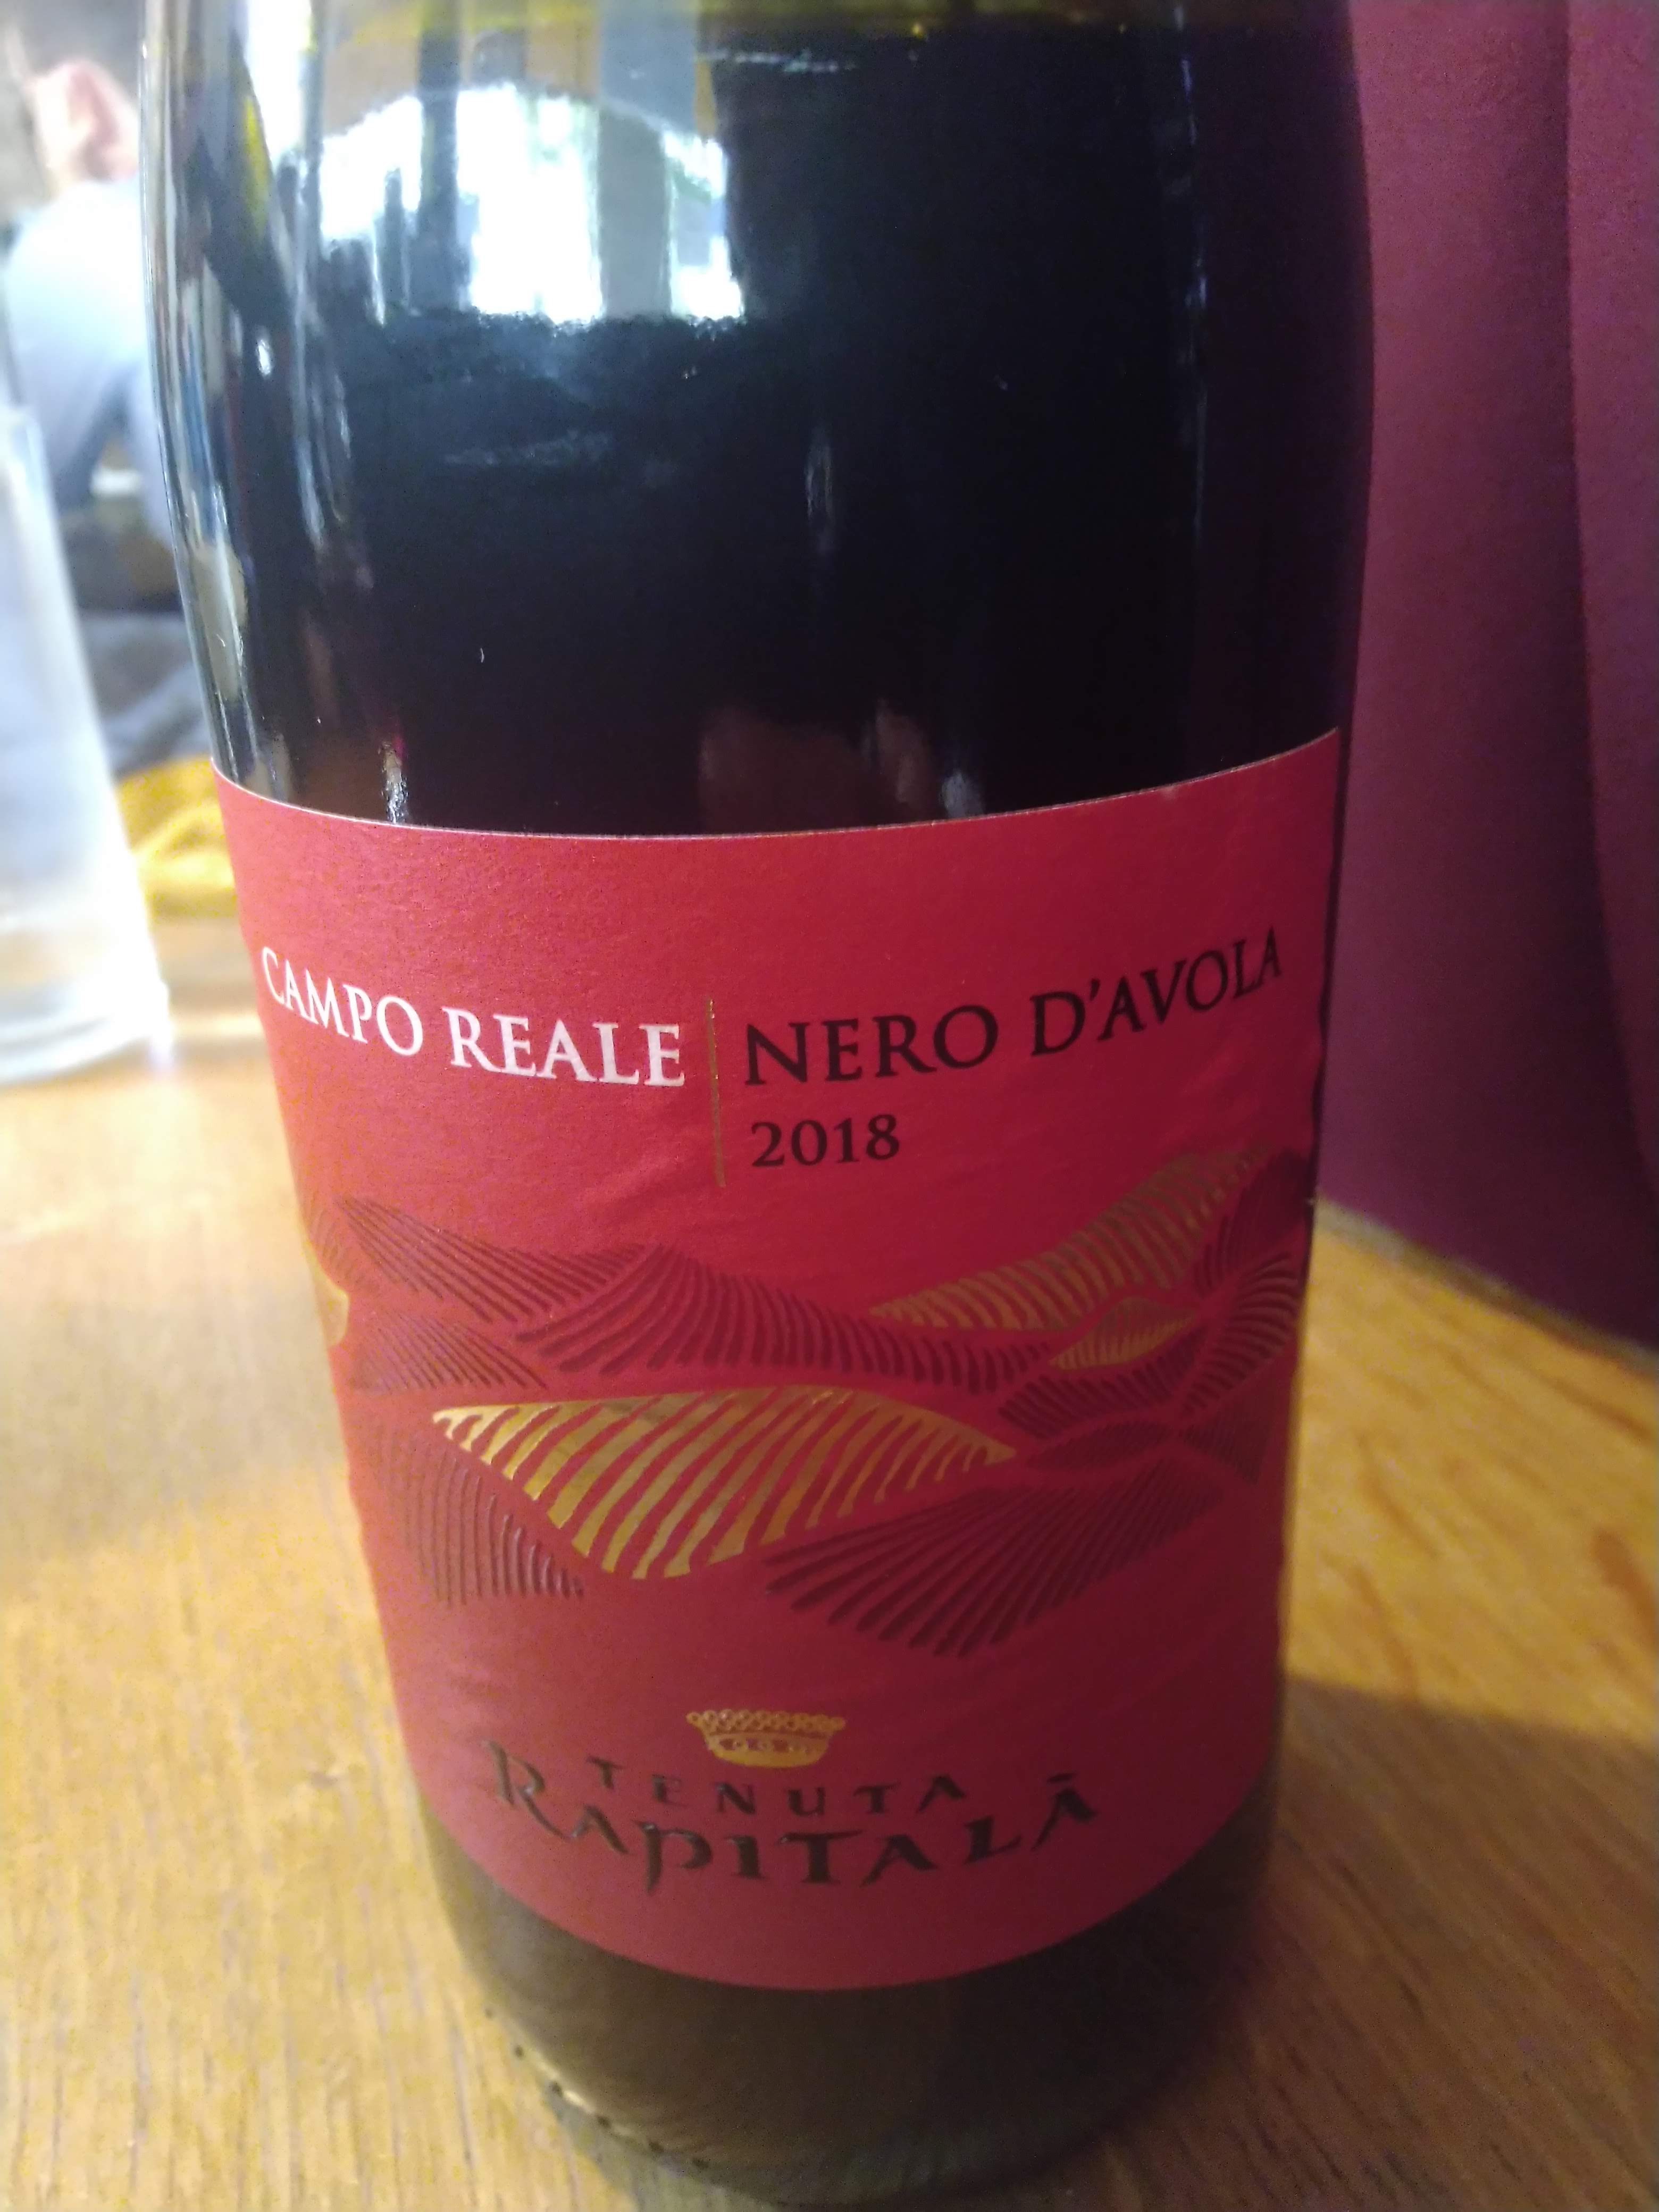 CAMPO REALE | NERO D'AVOLA
2018
TENUTA
RAPITALÀ